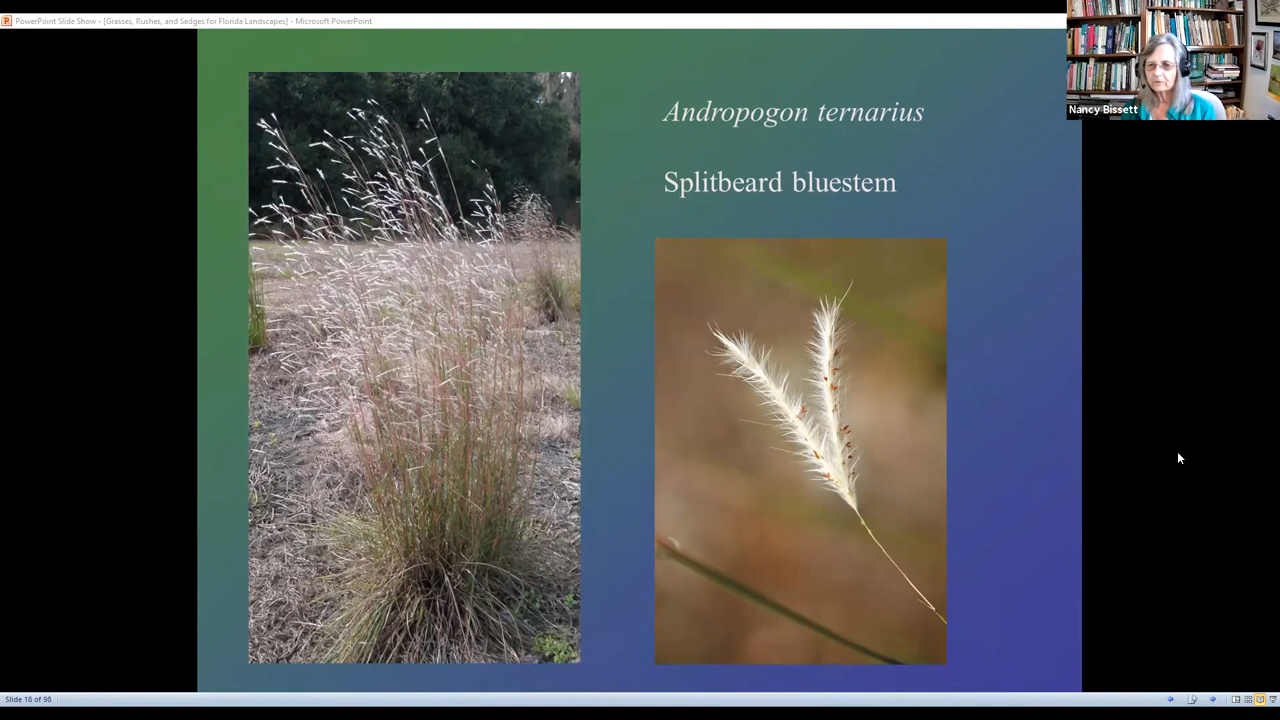 PowerPoint Slide Show - [Grasses, Rushes, and Sedges for Florida Landscapes] - Microsoft PowerPoint
Nancy Bissett
Andropogon ternarius
Splitbeard bluestem
Slide 18 of 98